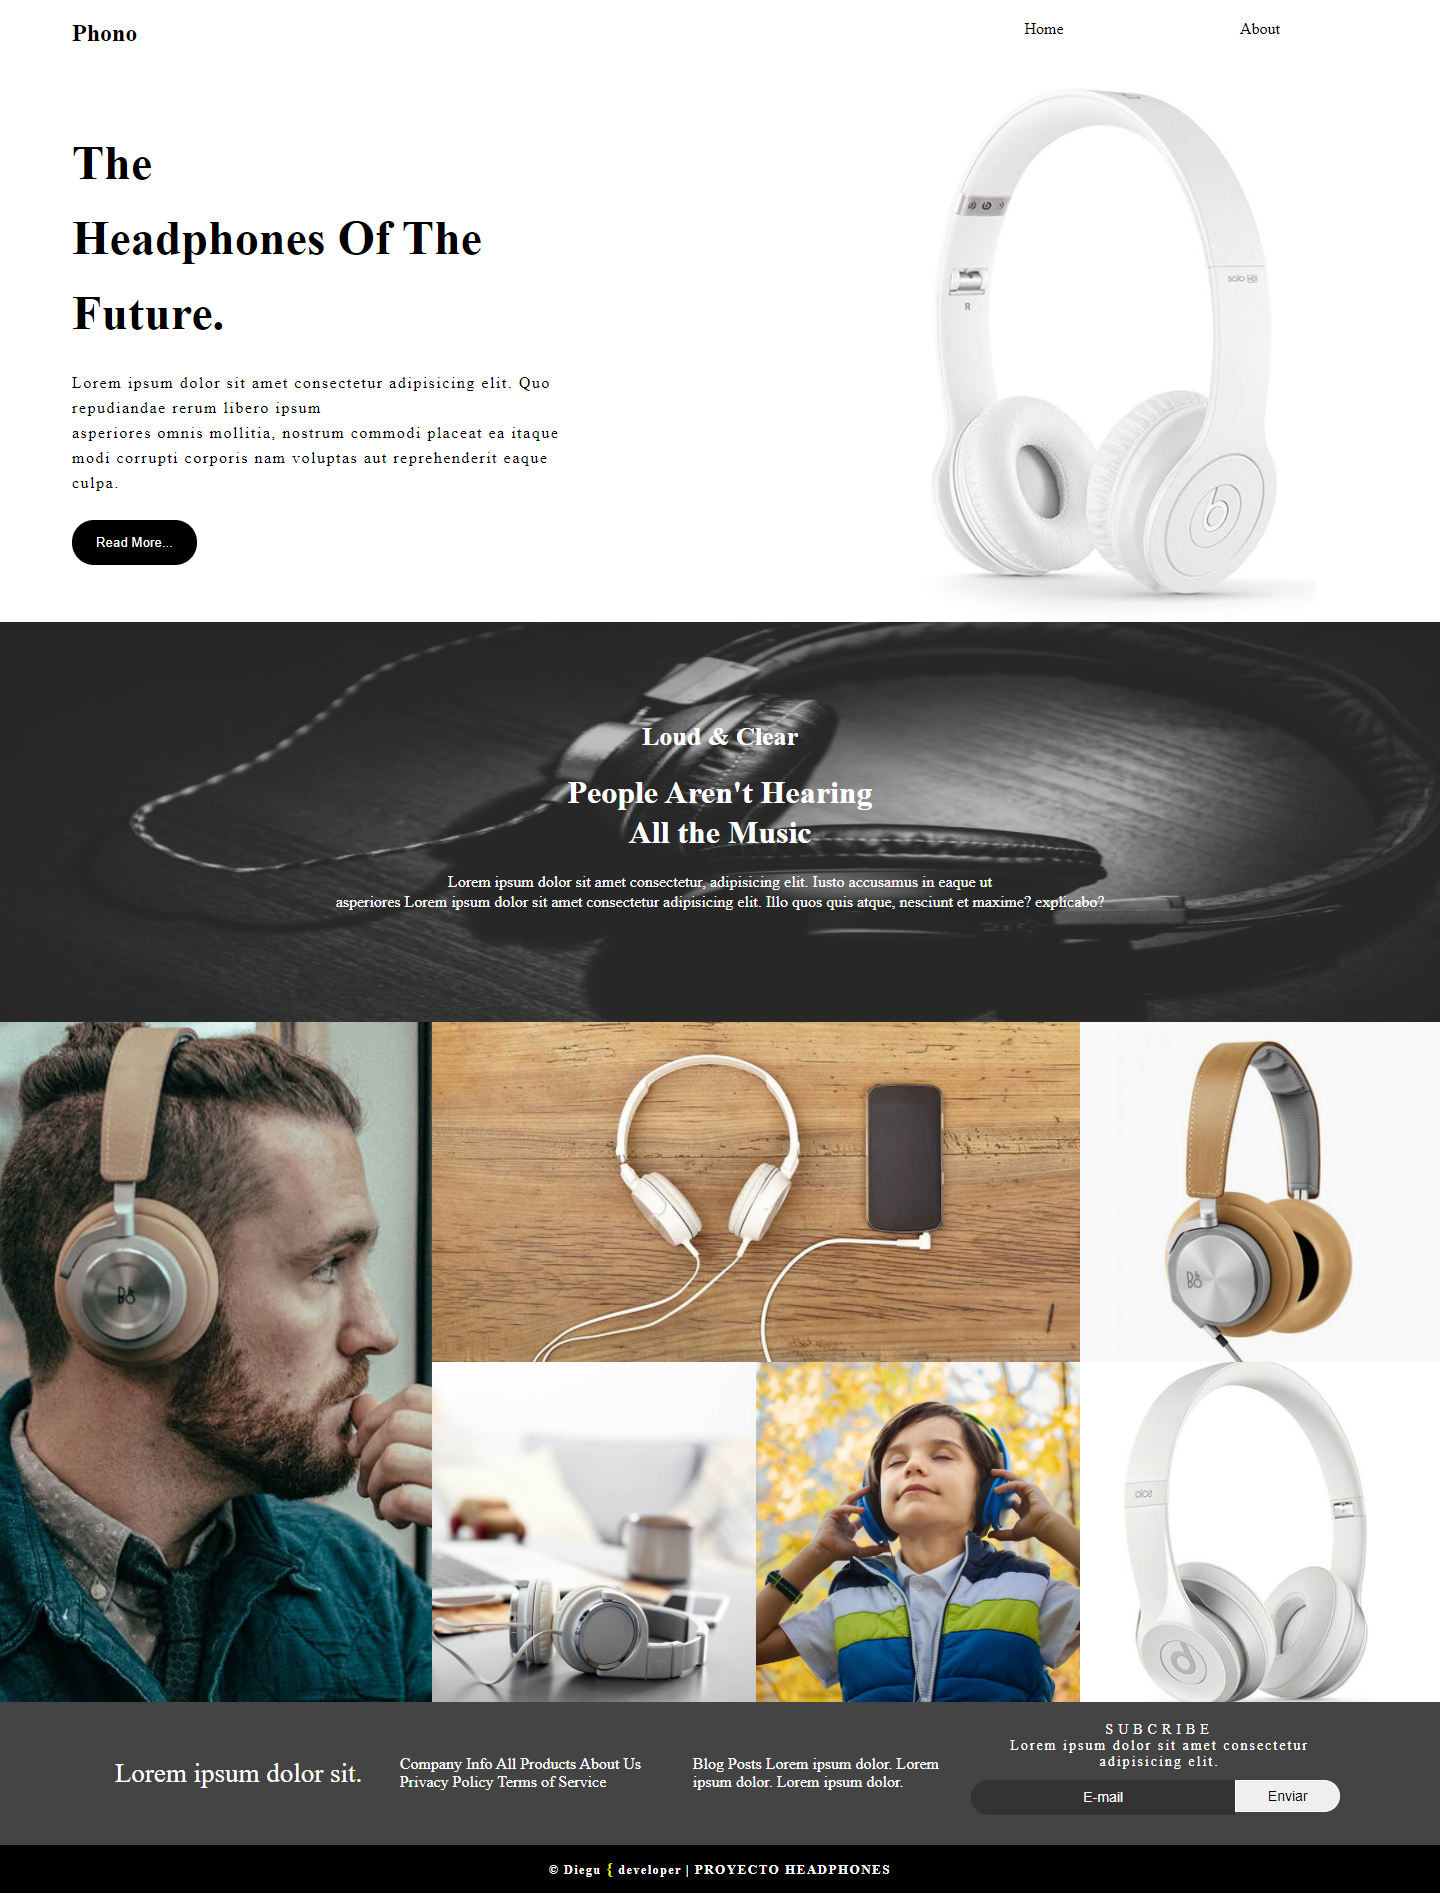 Phono
Home
About
The
Headphones Of The
Future.
Lorem ipsum dolor sit amet consectetur adipisicing elit. Quo
repudiandae rerum libero ipsum
asperiores omnis mollitia, nostrum commodi placeat ea itaque
modi corrupti corporis nam voluptas aut reprehenderit eaque
culpa.
Read More...
solo HD
R
b
Loud & Clear
People Aren't Hearing
All the Music
Lorem ipsum dolor sit amet consectetur, adipisicing elit. Iusto accusamus in eaque ut
asperiores Lorem ipsum dolor sit amet consectetur adipisicing elit. Illo quos quis atque, nesciunt et maxime? explicabo?
B&O
B&O
solo
Lorem ipsum dolor sit.
Company Info All Products About Us
Privacy Policy Terms of Service
Blog Posts Lorem ipsum dolor. Lorem
ipsum dolor. Lorem ipsum dolor.
SUBCRIBE
Lorem ipsum dolor sit amet consectetur
adipisicing elit.
E-mail
Enviar
© Diegu { developer | PROYECTO HEADPHONES